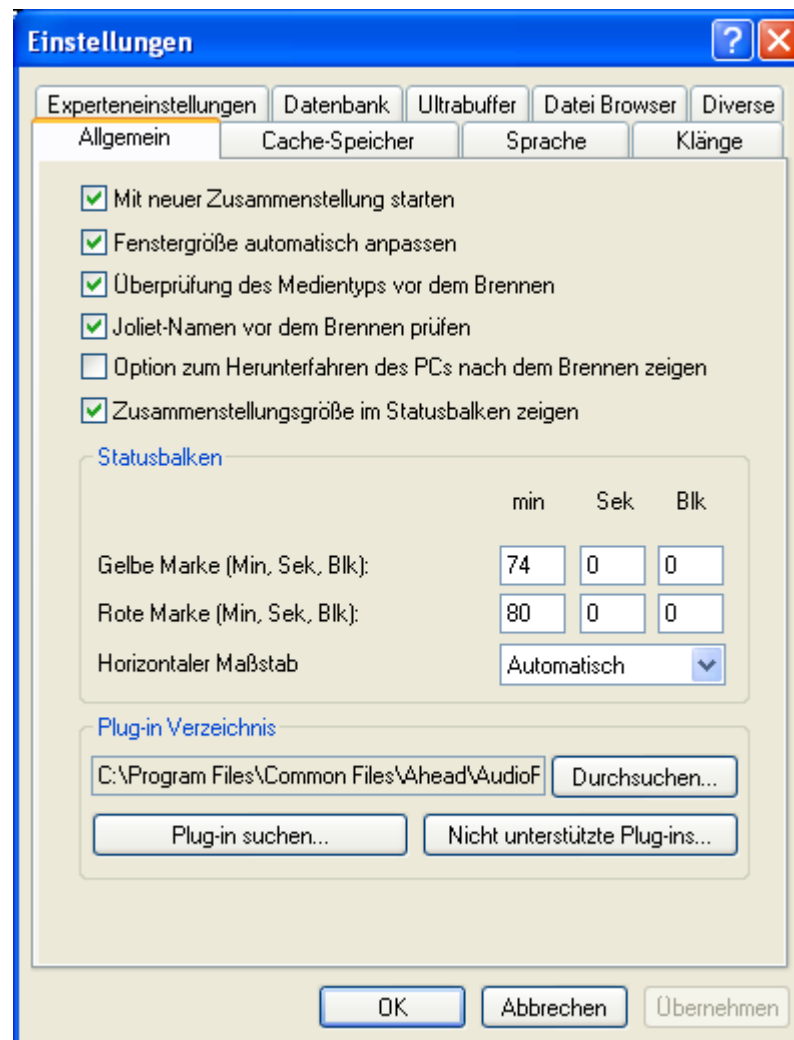 Einstellungen
Experteneinstellungen Datenbank Ultrabuffer Datei Browser Diverse
Allgemein Cache-Speicher Sprache Klänge
Mit neuer Zusammenstellung starten
Fenstergröße automatisch anpassen
Überprüfung des Medientyps vor dem Brennen
Joliet-Namen vor dem Brennen prüfen
Option zum Herunterfahren des PCs nach dem Brennen zeigen
Zusammenstellungsgröße im Statusbalken zeigen
Statusbalken
min Sek Blk
Gelbe Marke (Min, Sek, Blk): 74 0 0
Rote Marke (Min, Sek, Blk): 80 0 0
Horizontaler Maßstab Automatisch
Plug-in Verzeichnis
C:\Program Files\Common Files\Ahead\AudioF Durchsuchen...
Plug-in suchen... Nicht unterstützte Plug-ins...
OK Abbrechen Übernehmen